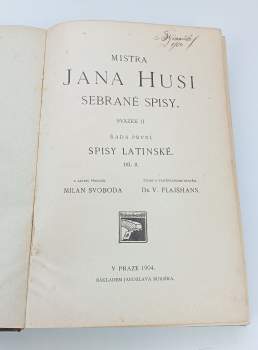 MISTRA
JANA HUSI
SEBRANÉ SPISY.
SVAZEK II
ŘADA PRVNÍ
SPISY LATINSKÉ.
DÍL II.
MILAN SVOBODA
Dr. V. FLAJŠHANS.
V PRAZE 1904.
NÁKLADEM JAROSLAVA BURSÍKA.